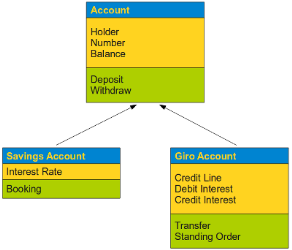 Account
Holder
Number
Balance
Deposit
Withdraw
Savings Account
Interest Rate
Booking
Giro Account
Credit Line
Debit Interest
Credit Interest
Transfer
Standing Order